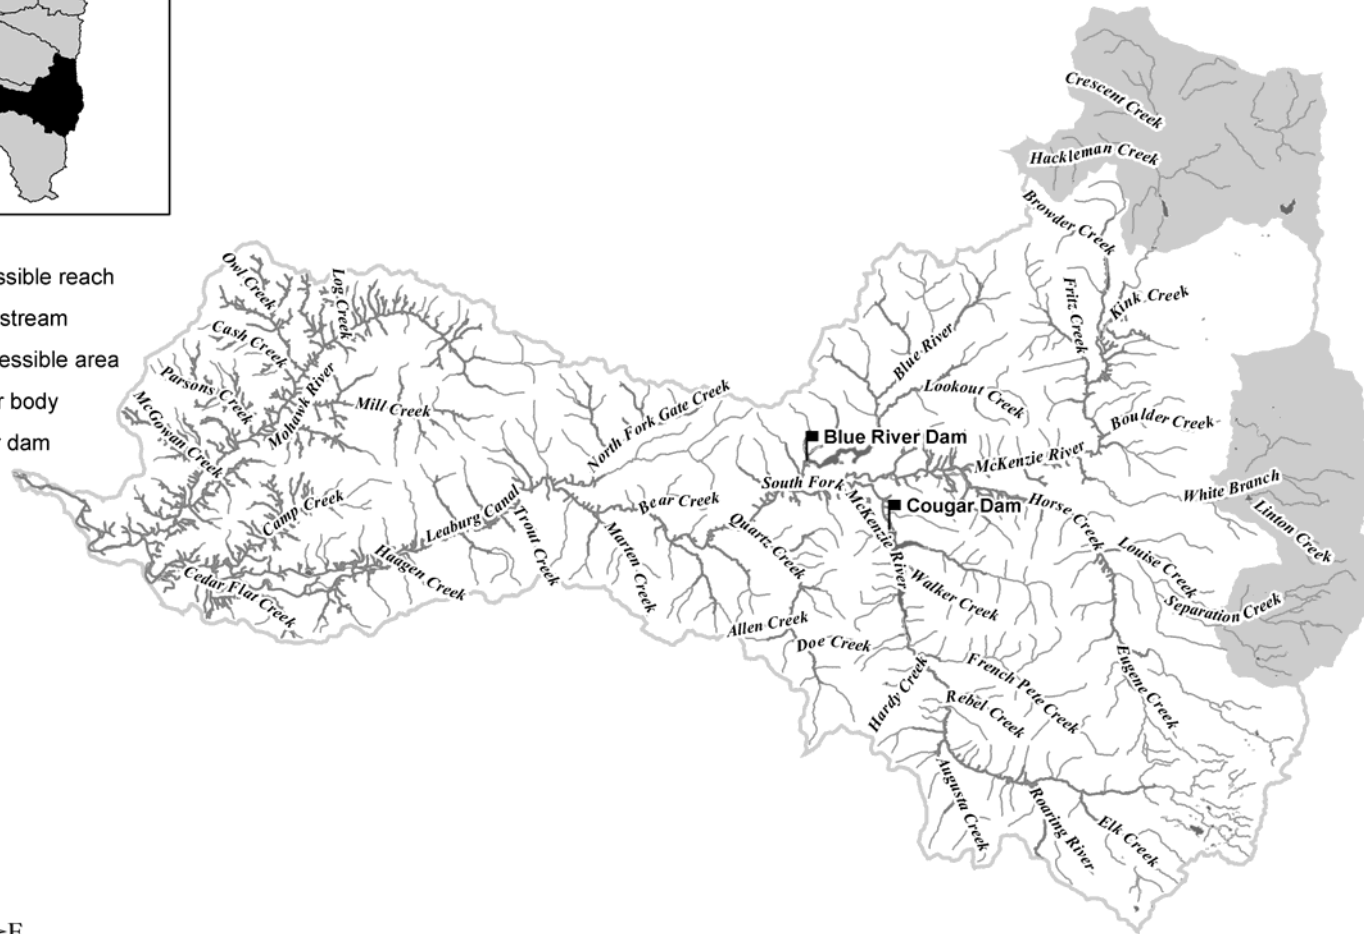 Crescent Creek
Hackleman Creek
Browder Creek
Owl Creek
Log Creek
ssible reach
Fritz Creek
Kink Creek
stream
Cash Creek
Blue River
essible area
Parsons Creek
Mohawk River
Mill Creek
North Fork Gate Creek
Lookout Creek
r body
McGowan Creek
Boulder Creek
dam
Blue River Dam
McKenzie River
South Fork
White Branch
Camp Creek
Leaburg Canal
Bear Creek
McKenzie River
Cougar Dam
Horse Creek
Linton Creek
Trout Creek
Marten Creek
Quartz Creek
Haagen Creek
Louise Creek
Cedar Flat Creek
Walker Creek
Separation Creek
Allen Creek
Doe Creek
Hardy Creek
French Pete Creek
Eugene Creek
Rebel Creek
Augusta Creek
Roaring River
Elk Creek
E